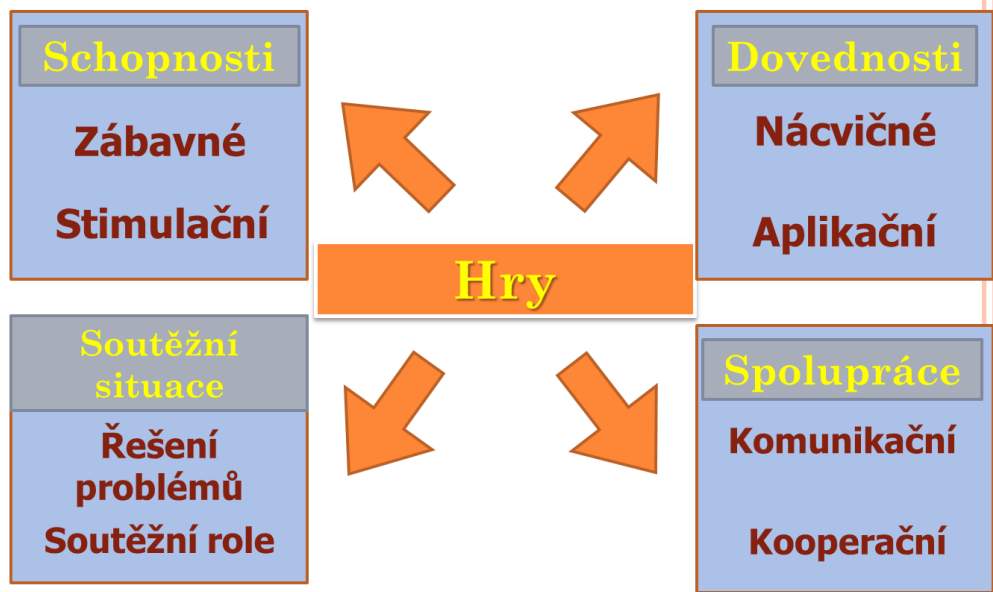 Schopnosti
Zábavné
Stimulační
Dovednosti
Nácvičné
Aplikační
Hry
Soutěžní
situace
Řešení
problémů
Soutěžní role
Spolupráce
Komunikační
Kooperační